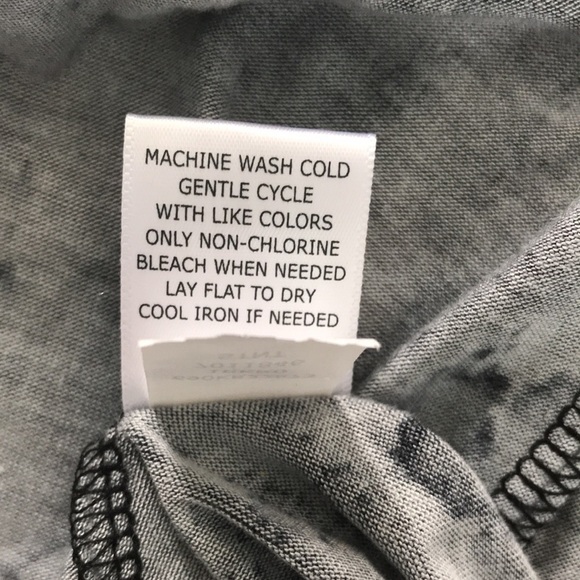 MACHINE WASH COLD
GENTLE CYCLE
WITH LIKE COLORS
ONLY NON-CHLORINE
BLEACH WHEN NEEDED
LAY FLAT TO DRY
COOL IRON IF NEEDED